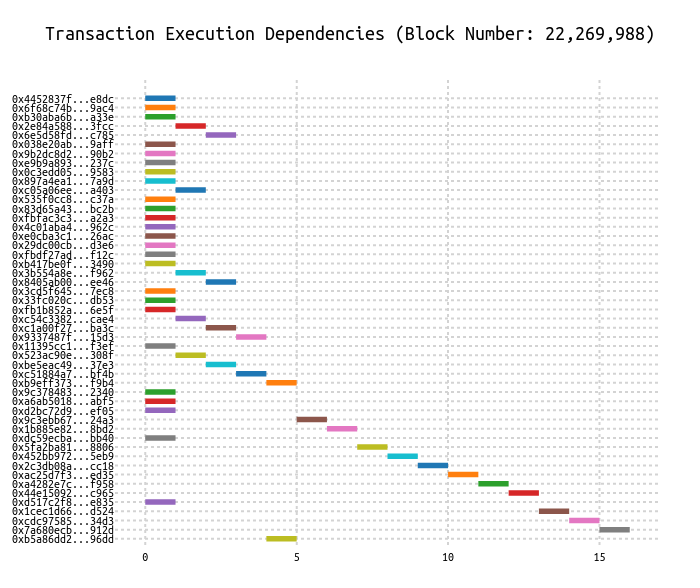 Transaction Execution Dependencies (Block Number: 22,269,988)
0x4452837f...e8dc
0x6f68c74b...9ac4
0xb30aba6b...a33e
0x2e84a588...3fcc
0x6e5d58fd...c785
0x038e20ab...9aff
0x9b2dc8d2...90b2
0xe9b9a893...237c
0x0c3edd05...9583
0x897a4ea1...7a9d
0xc05a06ee...a403
0x535f0cc8...c37a
0x83d65a43...bc2b
0xfbfac3c3...a2a3
0x4c01aba4...962c
0xe0cba3c1...26ac
0x29dc00cb...d3e6
0xfbdf27ad...f12c
0xb417be0f...3490
0x3b554a8e...f962
0x8405ab00...ee46
0x3cd5f645...7ec8
0x33fc020c...db53
0xfb1b852a...6e5f
0xc54c3382...cae4
0xc1a00f27...ba3c
0x9337487f...15d3
0x11395cc1...f3ef
0x523ac90e...308f
0xbe5eac49...37e3
0xc51884a7...bf4b
0xb9eff373...f9b4
0x9c378483...2340
0xa6ab5018...abf5
0xd2bc72d9...ef05
0x9c3ebb67...24a3
0x1b885e82...8bd2
0xdc59ecba...bb40
0x5fa2ba81...8806
0x452bb972...5eb9
0x2c3db08a...cc18
0xac25d7f3...ed35
0xa4282e7c...f958
0x44e15092...c965
0xd517c2f8...e835
0x1cec1d66...d524
0xcdc97585...34d3
0x7a680ecb...912d
0xb5a86dd2...96dd
0 5 10 15